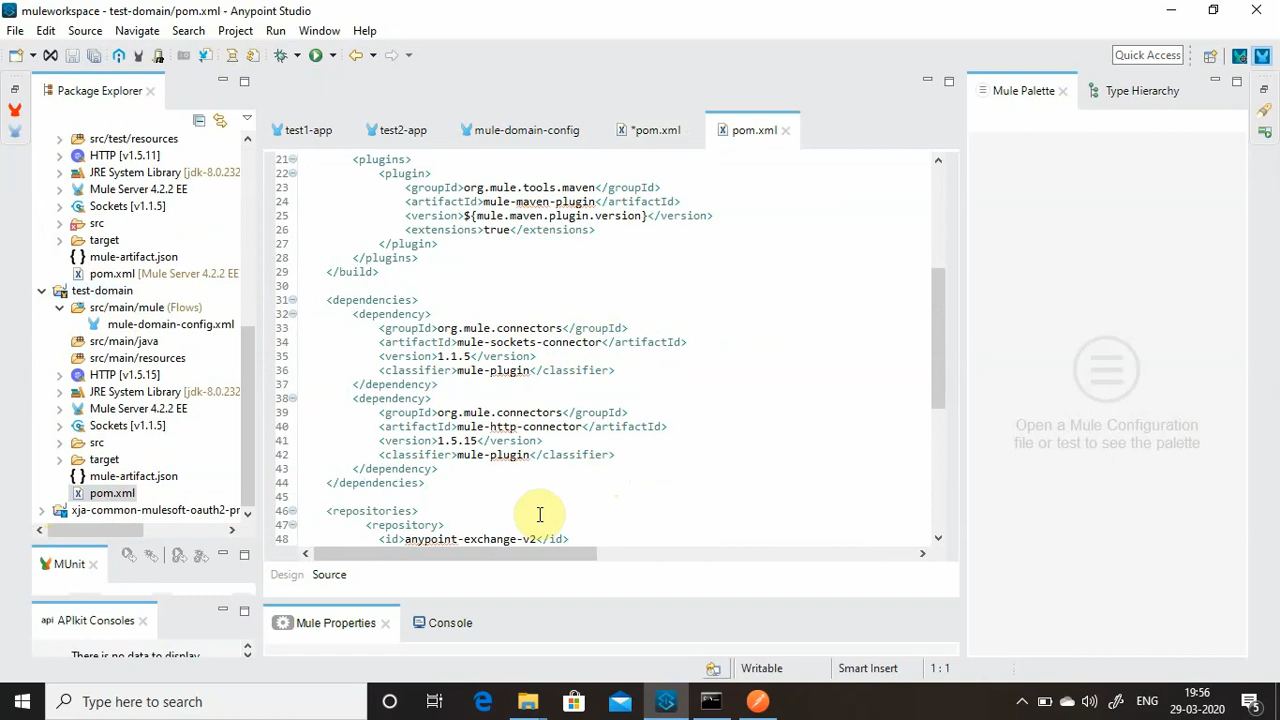 muleworkspace - test-domain/pom.xml - Anypoint Studio
File Edit Source Navigate Search Project Run Window Help
Quick Access
Package Explorer
src/test/resources
HTTP [v1.5.11]
JRE System Library [jdk-8.0.232
Mule Server 4.2.2 EE
Sockets [v1.1.5]
src
target
mule-artifact.json
pom.xml [Mule Server 4.2.2 EE
test-domain
src/main/mule (Flows)
mule-domain-config.xml
src/main/java
src/main/resources
HTTP [v1.5.15]
JRE System Library [jdk-8.0.232
Mule Server 4.2.2 EE
Sockets [v1.1.5]
src
target
mule-artifact.json
pom.xml
xja-common-mulesoft-oauth2-pr
MUnit
api APIkit Consoles
There is no data to display
test1-app test2-app mule-domain-config *pom.xml pom.xml
21 <plugins>
22 <plugin>
23 <groupId>org.mule.tools.maven</groupId>
24 <artifactId>mule-maven-plugin</artifactId>
25 <version>${mule.maven.plugin.version}</version>
26 <extensions>true</extensions>
27 </plugin>
28 </plugins>
29 </build>
30
31 <dependencies>
32 <dependency>
33 <groupId>org.mule.connectors</groupId>
34 <artifactId>mule-sockets-connector</artifactId>
35 <version>1.1.5</version>
36 <classifier>mule-plugin</classifier>
37 </dependency>
38 <dependency>
39 <groupId>org.mule.connectors</groupId>
40 <artifactId>mule-http-connector</artifactId>
41 <version>1.5.15</version>
42 <classifier>mule-plugin</classifier>
43 </dependency>
44 </dependencies>
45
46 <repositories>
47 <repository>
48 <id>anypoint-exchange-v2</id>
Design Source
Mule Properties Console
Mule Palette Type Hierarchy
Open a Mule Configuration
file or test to see the palette
Writable Smart Insert 1 : 1
Type here to search
ENG
19:56
29-03-2020
5